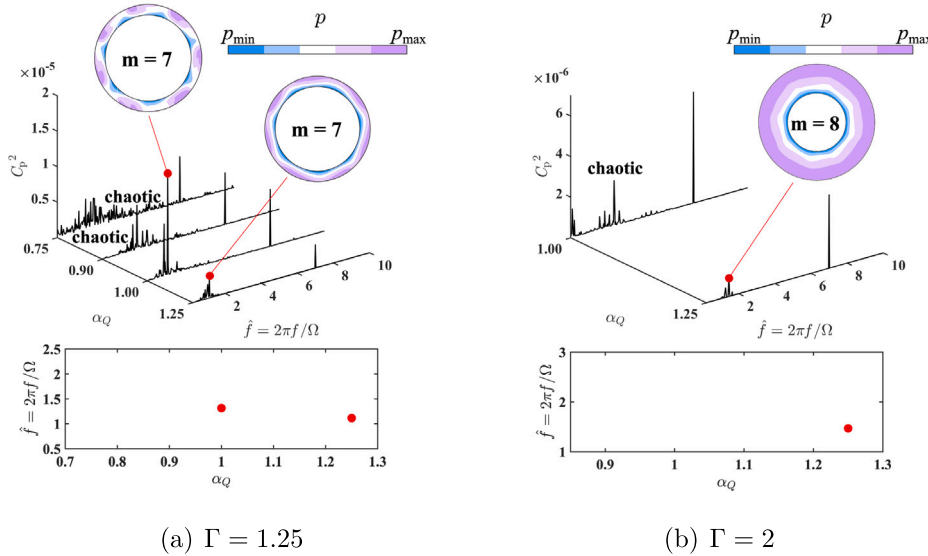 p
p_min p_max
m = 7
m = 7
×10^-5
2
1.5
1
0.5
0
C_p^2
chaotic
chaotic
0.75
0.90
1.00
1.25
α_Q
2
4
6
8
10
f̂ = 2πf/Ω
2.5
2
1.5
1
0.5
f̂ = 2πf/Ω
0.7 0.8 0.9 1 1.1 1.2 1.3
α_Q
(a) Γ = 1.25
p
p_min p_max
m = 8
×10^-6
6
4
2
chaotic
1.00
1.25
α_Q
2
4
6
8
10
f̂ = 2πf/Ω
3
2
1
f̂ = 2πf/Ω
0.9 1 1.1 1.2 1.3
α_Q
(b) Γ = 2